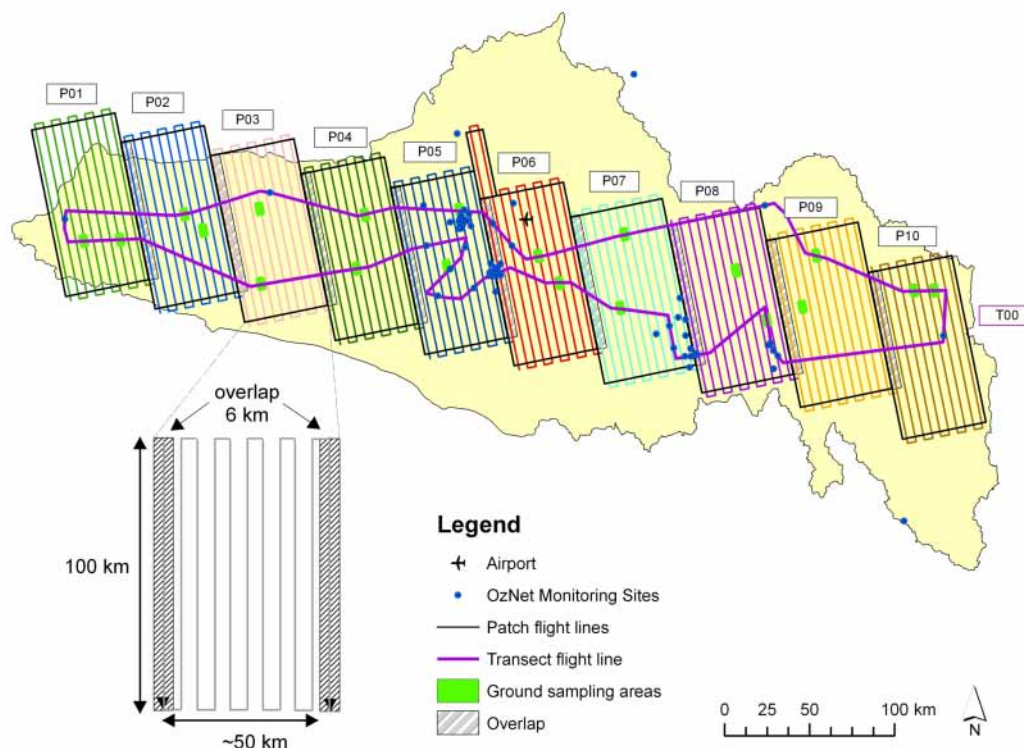 P01
P02
P03
P04
P05
P06
P07
P08
P09
P10
T00
overlap
6 km
100 km
~50 km
Legend
Airport
OzNet Monitoring Sites
Patch flight lines
Transect flight line
Ground sampling areas
Overlap
0 25 50 100 km
N